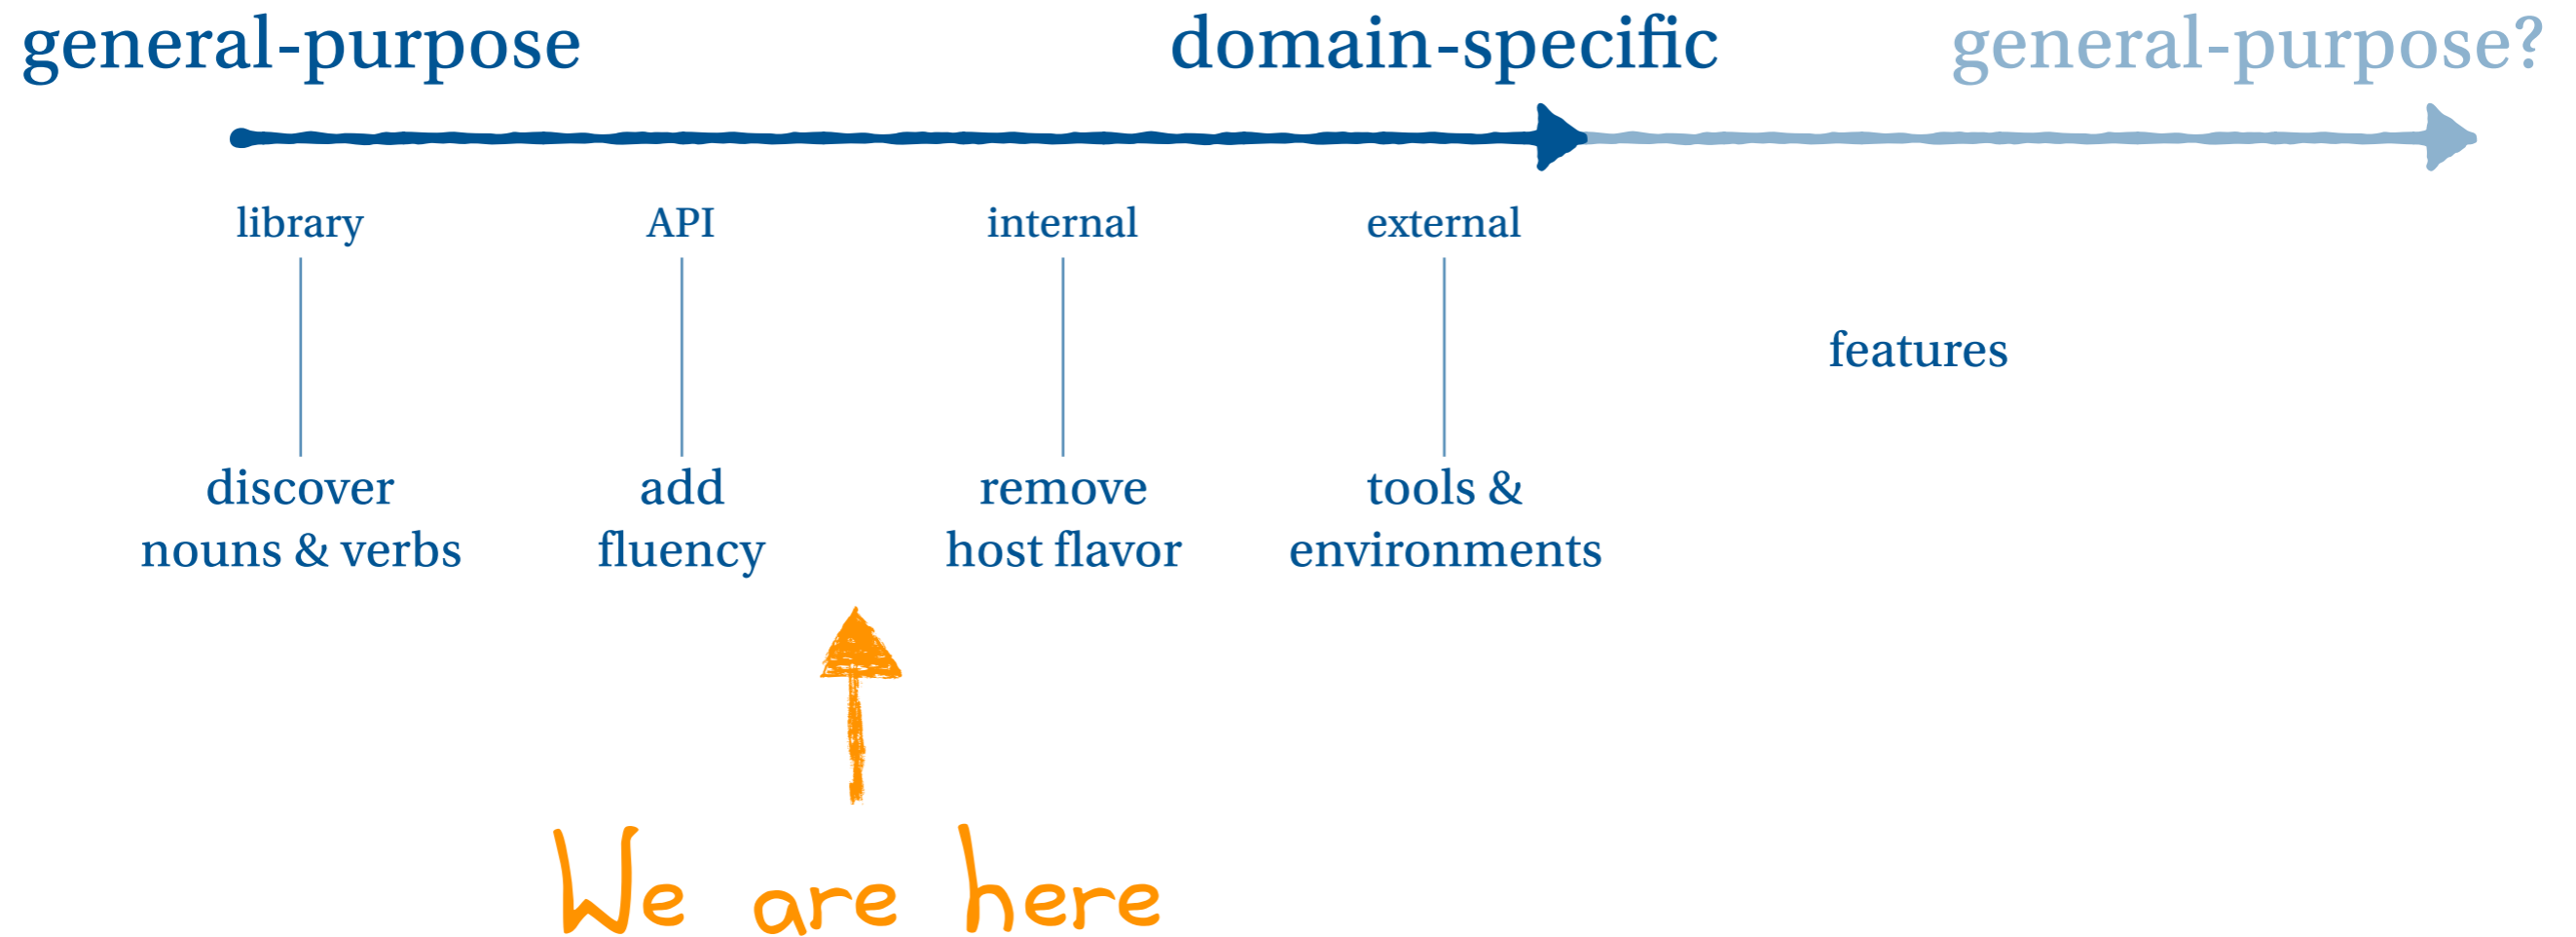 general-purpose domain-specific general-purpose?
library API internal external
features
discover add remove tools &
nouns & verbs fluency host flavor environments
We are here